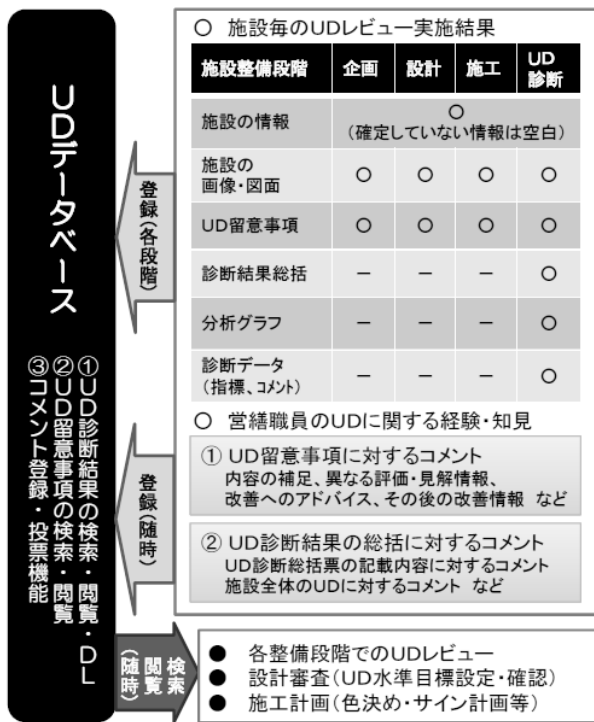 UDデータベース
①UD診断結果の検索・閲覧・DL
②UD留意事項の検索・閲覧
③コメント登録・投票機能
登録(各段階)
登録(随時)
検索
閲覧
(随時)
○ 施設毎のUDレビュー実施結果
施設整備段階 企画 設計 施工 UD
診断
施設の情報 ○
(確定していない情報は空白)
施設の
画像・図面 ○ ○ ○ ○
UD留意事項 ○ ○ ○ ○
診断結果総括 － － － ○
分析グラフ － － － ○
診断データ
(指標、コメント) － － － ○
○ 営繕職員のUDに関する経験・知見
① UD留意事項に対するコメント
内容の補足、異なる評価・見解情報、
改善へのアドバイス、その後の改善情報 など
② UD診断結果の総括に対するコメント
UD診断総括票の記載内容に対するコメント
施設全体のUDに対するコメント など
● 各整備段階でのUDレビュー
● 設計審査(UD水準目標設定・確認)
● 施工計画(色決め・サイン計画等)